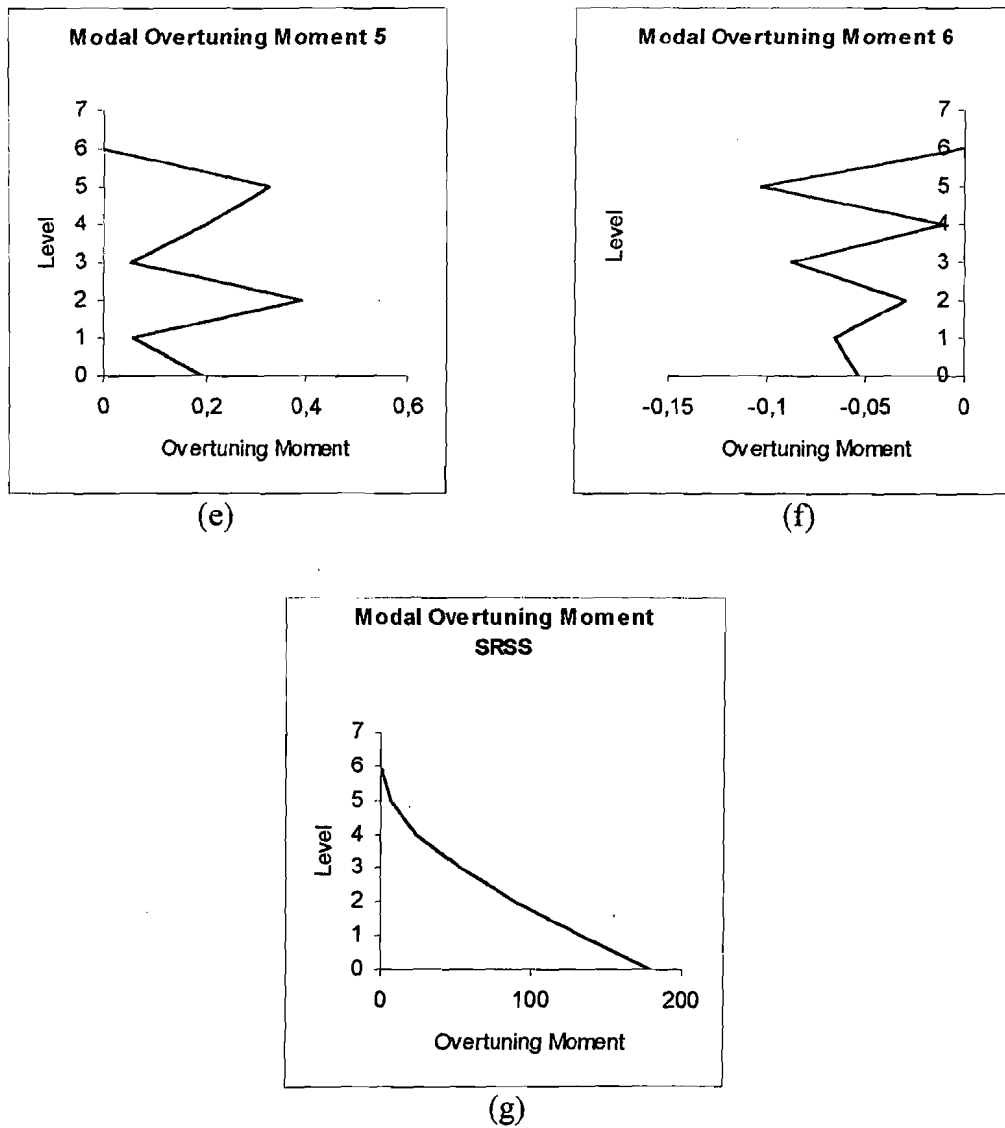 Modal Overtuning Moment 5
7
6
5
4
3
2
1
0
Level
0 0,2 0,4 0,6
Overtuning Moment
(e)
Modal Overtuning Moment 6
7
6
5
4
3
2
1
0
Level
-0,15 -0,1 -0,05 0
Overtuning Moment
(f)
Modal Overtuning Moment
SRSS
7
6
5
4
3
2
1
0
Level
0 100 200
Overtuning Moment
(g)